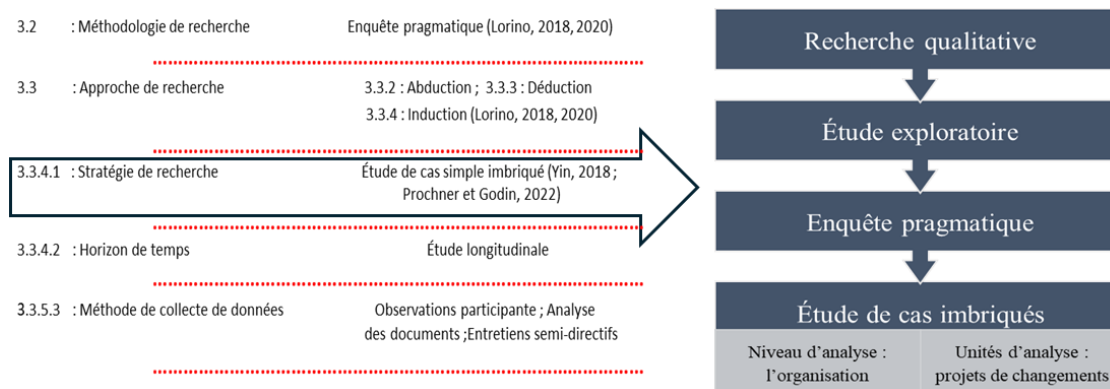 3.2 : Méthodologie de recherche Enquête pragmatique (Lorino, 2018, 2020)
3.3 : Approche de recherche 3.3.2 : Abduction ; 3.3.3 : Déduction
3.3.4 : Induction (Lorino, 2018, 2020)
3.3.4.1 : Stratégie de recherche Étude de cas simple imbriqué (Yin, 2018 ;
Prochner et Godin, 2022)
3.3.4.2 : Horizon de temps Étude longitudinale
3.3.5.3 : Méthode de collecte de données Observations participante ; Analyse
des documents ;Entretiens semi-directifs
Recherche qualitative
Étude exploratoire
Enquête pragmatique
Étude de cas imbriqués
Niveau d'analyse :
l'organisation
Unités d'analyse :
projets de changements